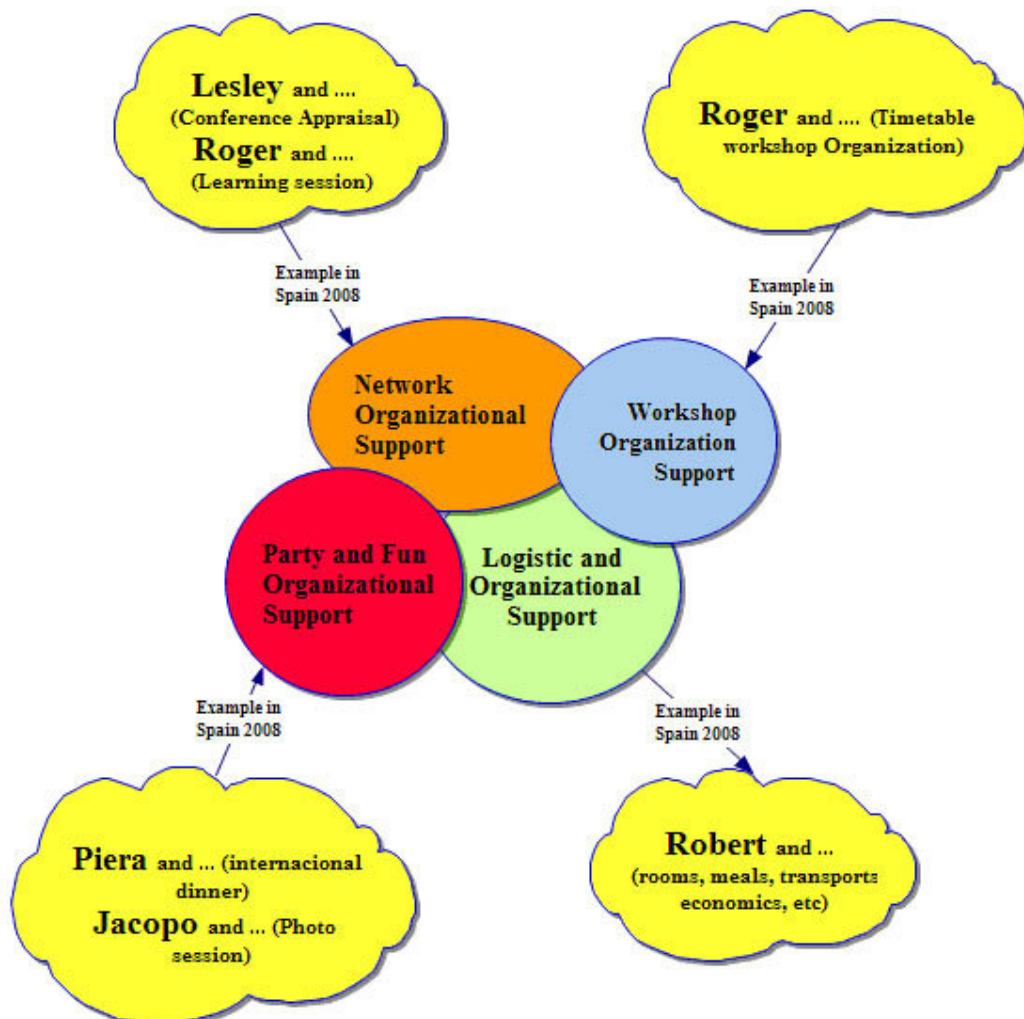 Lesley and ....
(Conference Appraisal)
Roger and ....
(Learning session)
Roger and .... (Timetable
workshop Organization)
Example in
Spain 2008
Example in
Spain 2008
Network
Organizational
Support
Workshop
Organization
Support
Party and Fun
Organizational
Support
Logistic and
Organizational
Support
Example in
Spain 2008
Example in
Spain 2008
Piera and ... (internacional
dinner)
Jacopo and ... (Photo
session)
Robert and ...
(rooms, meals, transports
economics, etc)